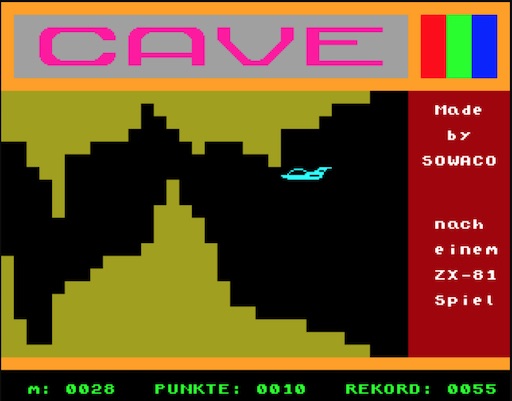 CAVE
Made
by
SOWACO
nach
einem
ZX-81
Spiel
m: 0028 PUNKTE: 0010 REKORD: 0055